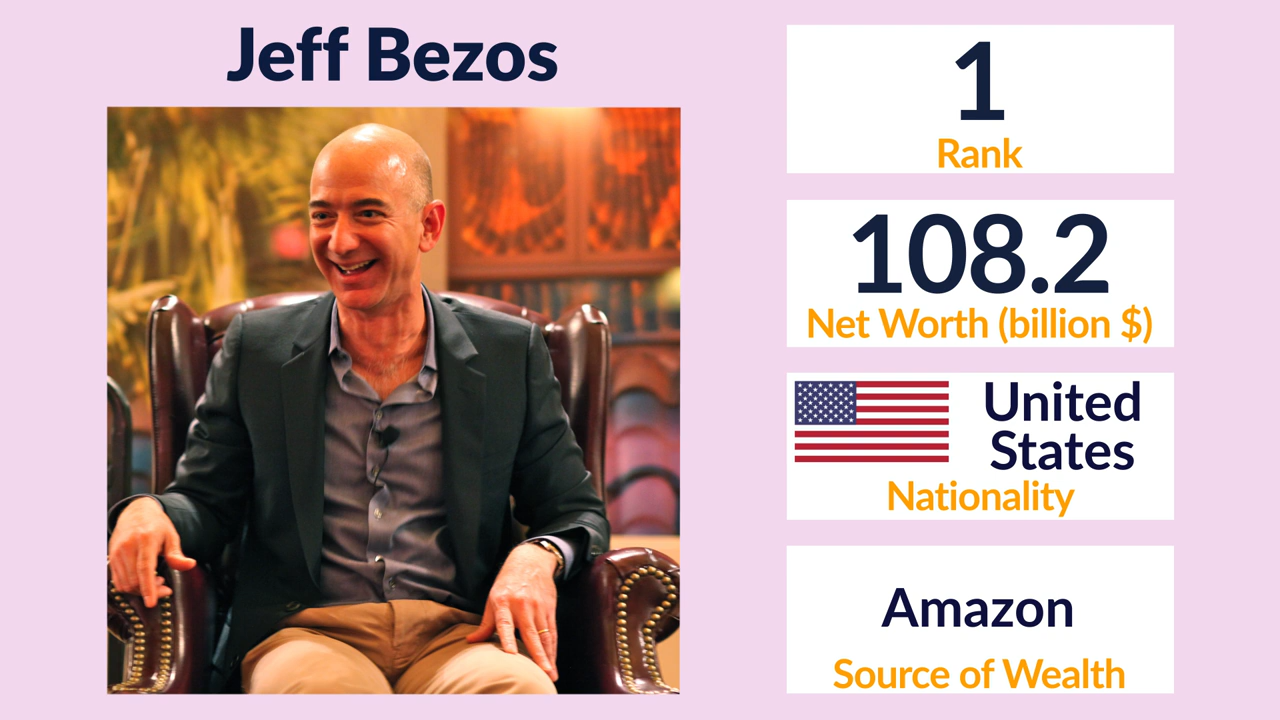 Jeff Bezos
1
Rank
108.2
Net Worth (billion $)
United
States
Nationality
Amazon
Source of Wealth